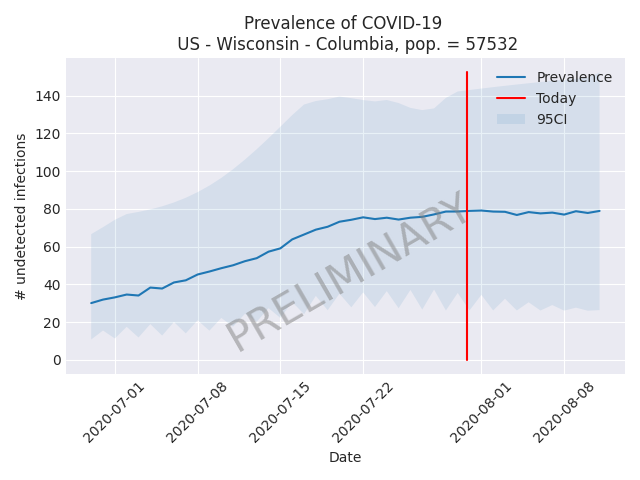 Prevalence of COVID-19
US - Wisconsin - Columbia, pop. = 57532
Prevalence
Today
95CI
140
120
100
80
60
40
20
0
# undetected infections
PRELIMINARY
2020-07-01
2020-07-08
2020-07-15
2020-07-22
2020-08-01
2020-08-08
Date